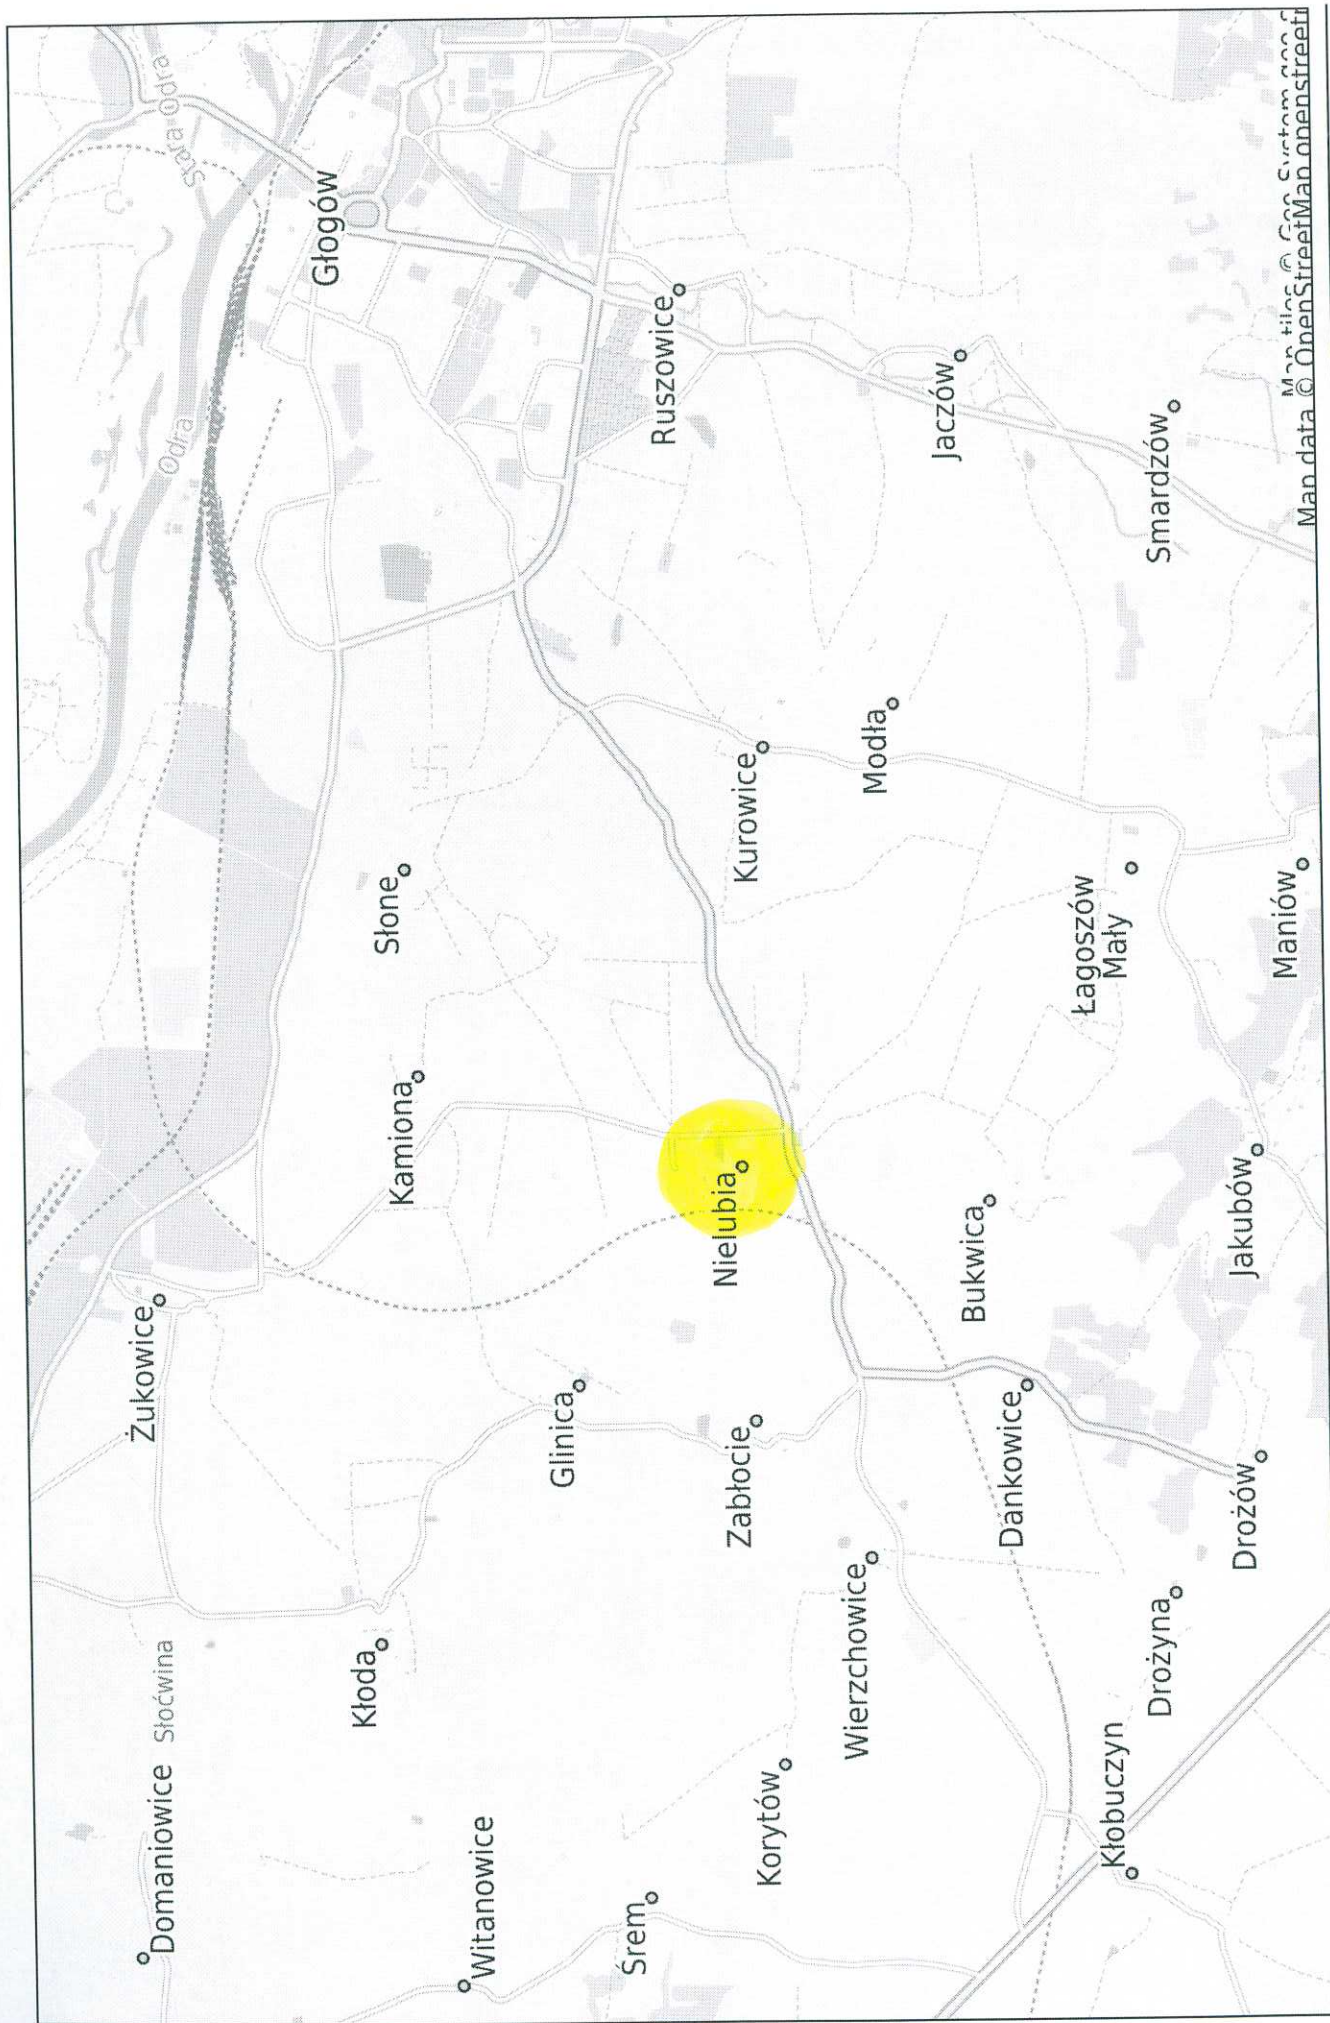 Domaniowice
Słoćwina
Żukowice
Stara Odra
Odra
Głogów
Kłoda
Kamiona
Słone
Witanowice
Glinica
Śrem
Zabłocie
Nielubia
Kurowice
Ruszowice
Korytów
Wierzchowice
Modła
Jaczów
Dankowice
Bukwica
Kłobuczyn
Drożyna
Łagoszów
Mały
Smardzów
Drożów
Jakubów
Maniów
Map data © OpenStreetMap openstreetr